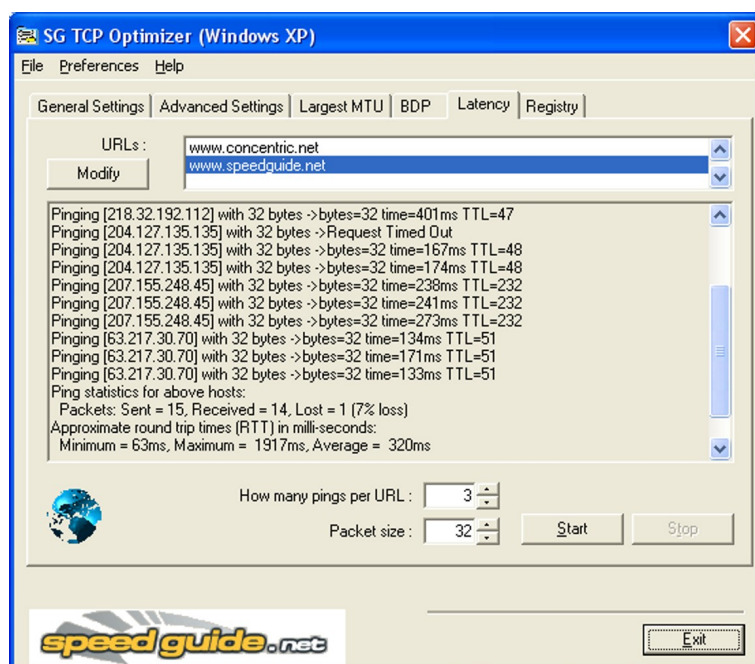 SG TCP Optimizer (Windows XP)
File Preferences Help
General Settings Advanced Settings Largest MTU BDP Latency Registry
URLs :
www.concentric.net
www.speedguide.net
Modify
Pinging [218.32.192.112] with 32 bytes ->bytes=32 time=401ms TTL=47
Pinging [204.127.135.135] with 32 bytes ->Request Timed Out
Pinging [204.127.135.135] with 32 bytes ->bytes=32 time=167ms TTL=48
Pinging [204.127.135.135] with 32 bytes ->bytes=32 time=174ms TTL=48
Pinging [207.155.248.45] with 32 bytes ->bytes=32 time=238ms TTL=232
Pinging [207.155.248.45] with 32 bytes ->bytes=32 time=241ms TTL=232
Pinging [207.155.248.45] with 32 bytes ->bytes=32 time=273ms TTL=232
Pinging [63.217.30.70] with 32 bytes ->bytes=32 time=134ms TTL=51
Pinging [63.217.30.70] with 32 bytes ->bytes=32 time=171ms TTL=51
Pinging [63.217.30.70] with 32 bytes ->bytes=32 time=133ms TTL=51
Ping statistics for above hosts:
Packets: Sent = 15, Received = 14, Lost = 1 (7% loss)
Approximate round trip times (RTT) in milli-seconds:
Minimum = 63ms, Maximum = 1917ms, Average = 320ms
How many pings per URL : 3
Packet size : 32 Start Stop
speedguide.net
Exit